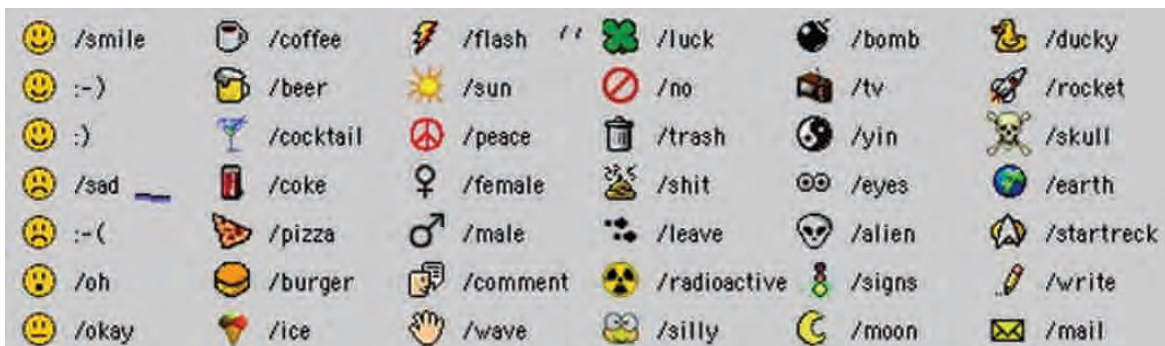 /smile /coffee /flash /luck /bomb /ducky
:-) /beer /sun /no /tv /rocket
:) /cocktail /peace /trash /yin /skull
/sad /coke /female /shit /eyes /earth
:-( /pizza /male /leave /alien /startreck
/oh /burger /comment /radioactive /signs /write
/okay /ice /wave /silly /moon /mail